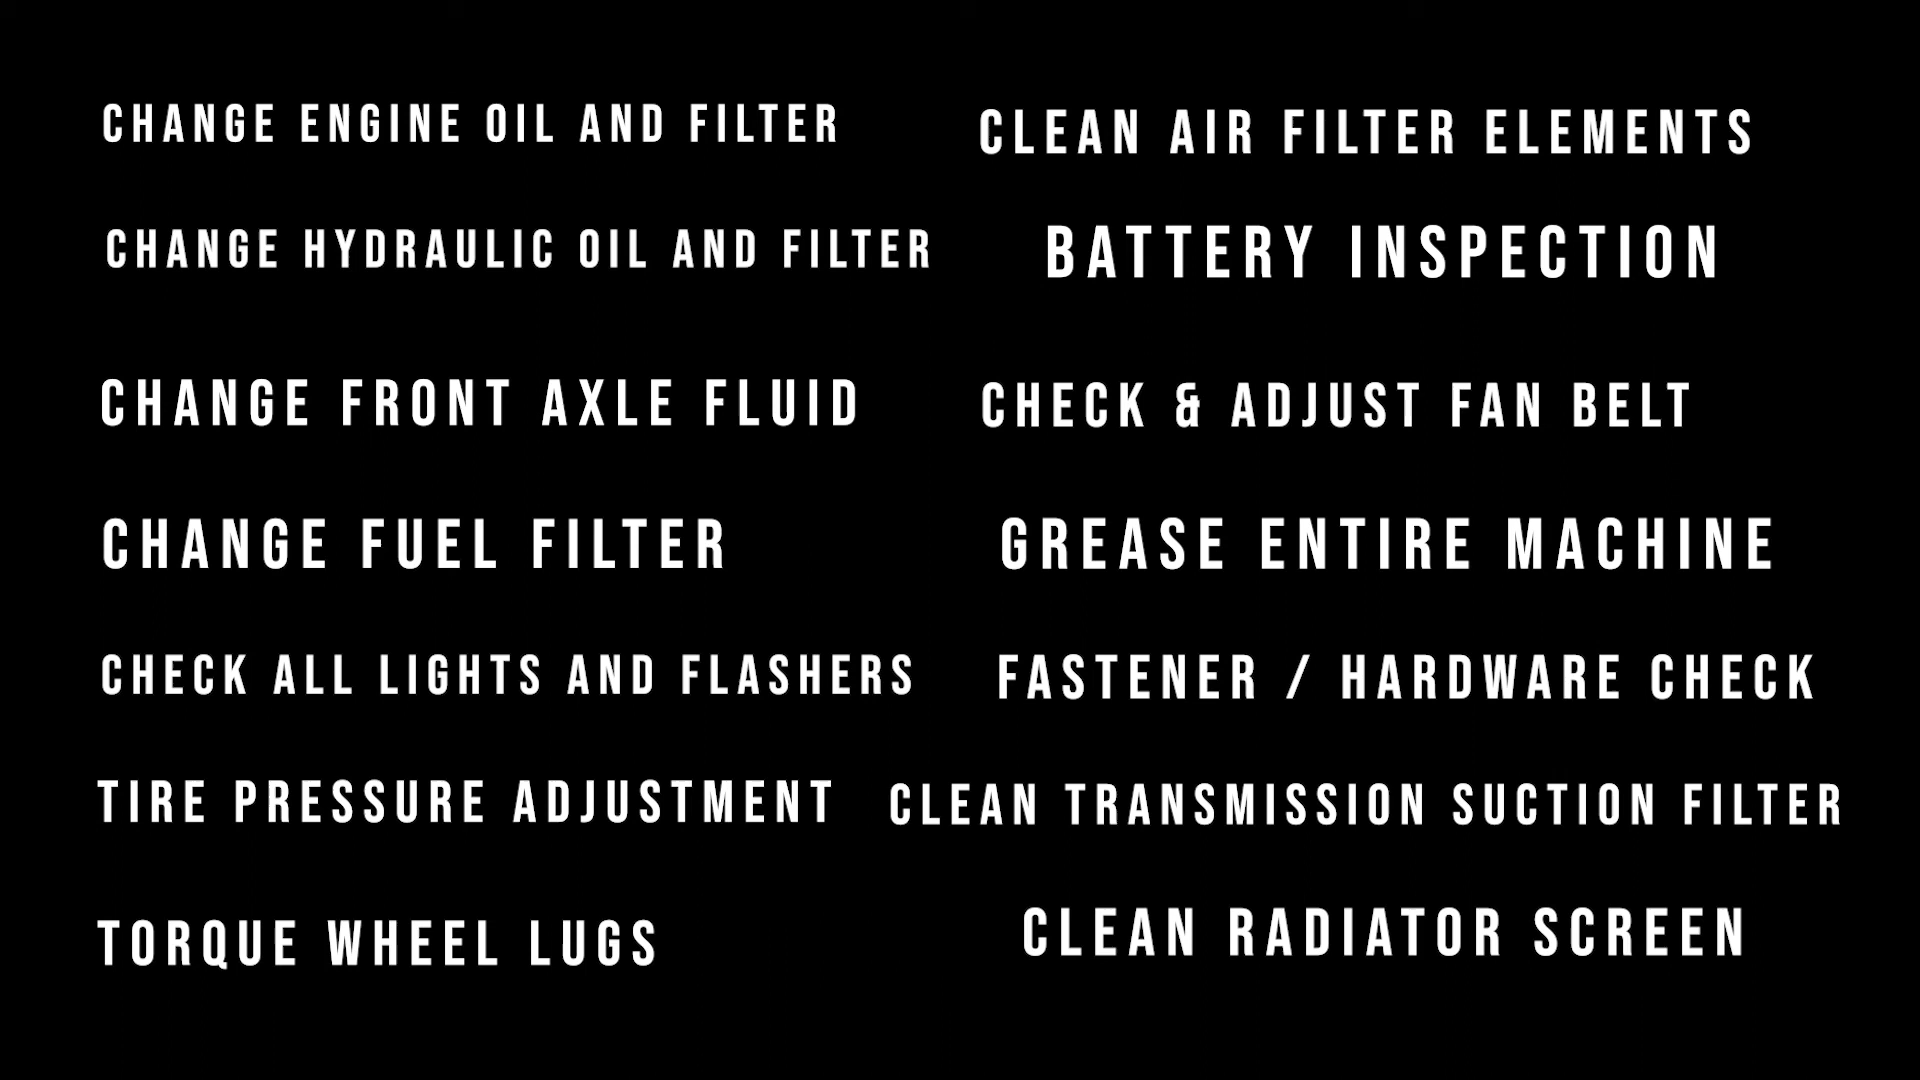 CHANGE ENGINE OIL AND FILTER
CHANGE HYDRAULIC OIL AND FILTER
CHANGE FRONT AXLE FLUID
CHANGE FUEL FILTER
CHECK ALL LIGHTS AND FLASHERS
TIRE PRESSURE ADJUSTMENT
TORQUE WHEEL LUGS
CLEAN AIR FILTER ELEMENTS
BATTERY INSPECTION
CHECK & ADJUST FAN BELT
GREASE ENTIRE MACHINE
FASTENER / HARDWARE CHECK
CLEAN TRANSMISSION SUCTION FILTER
CLEAN RADIATOR SCREEN